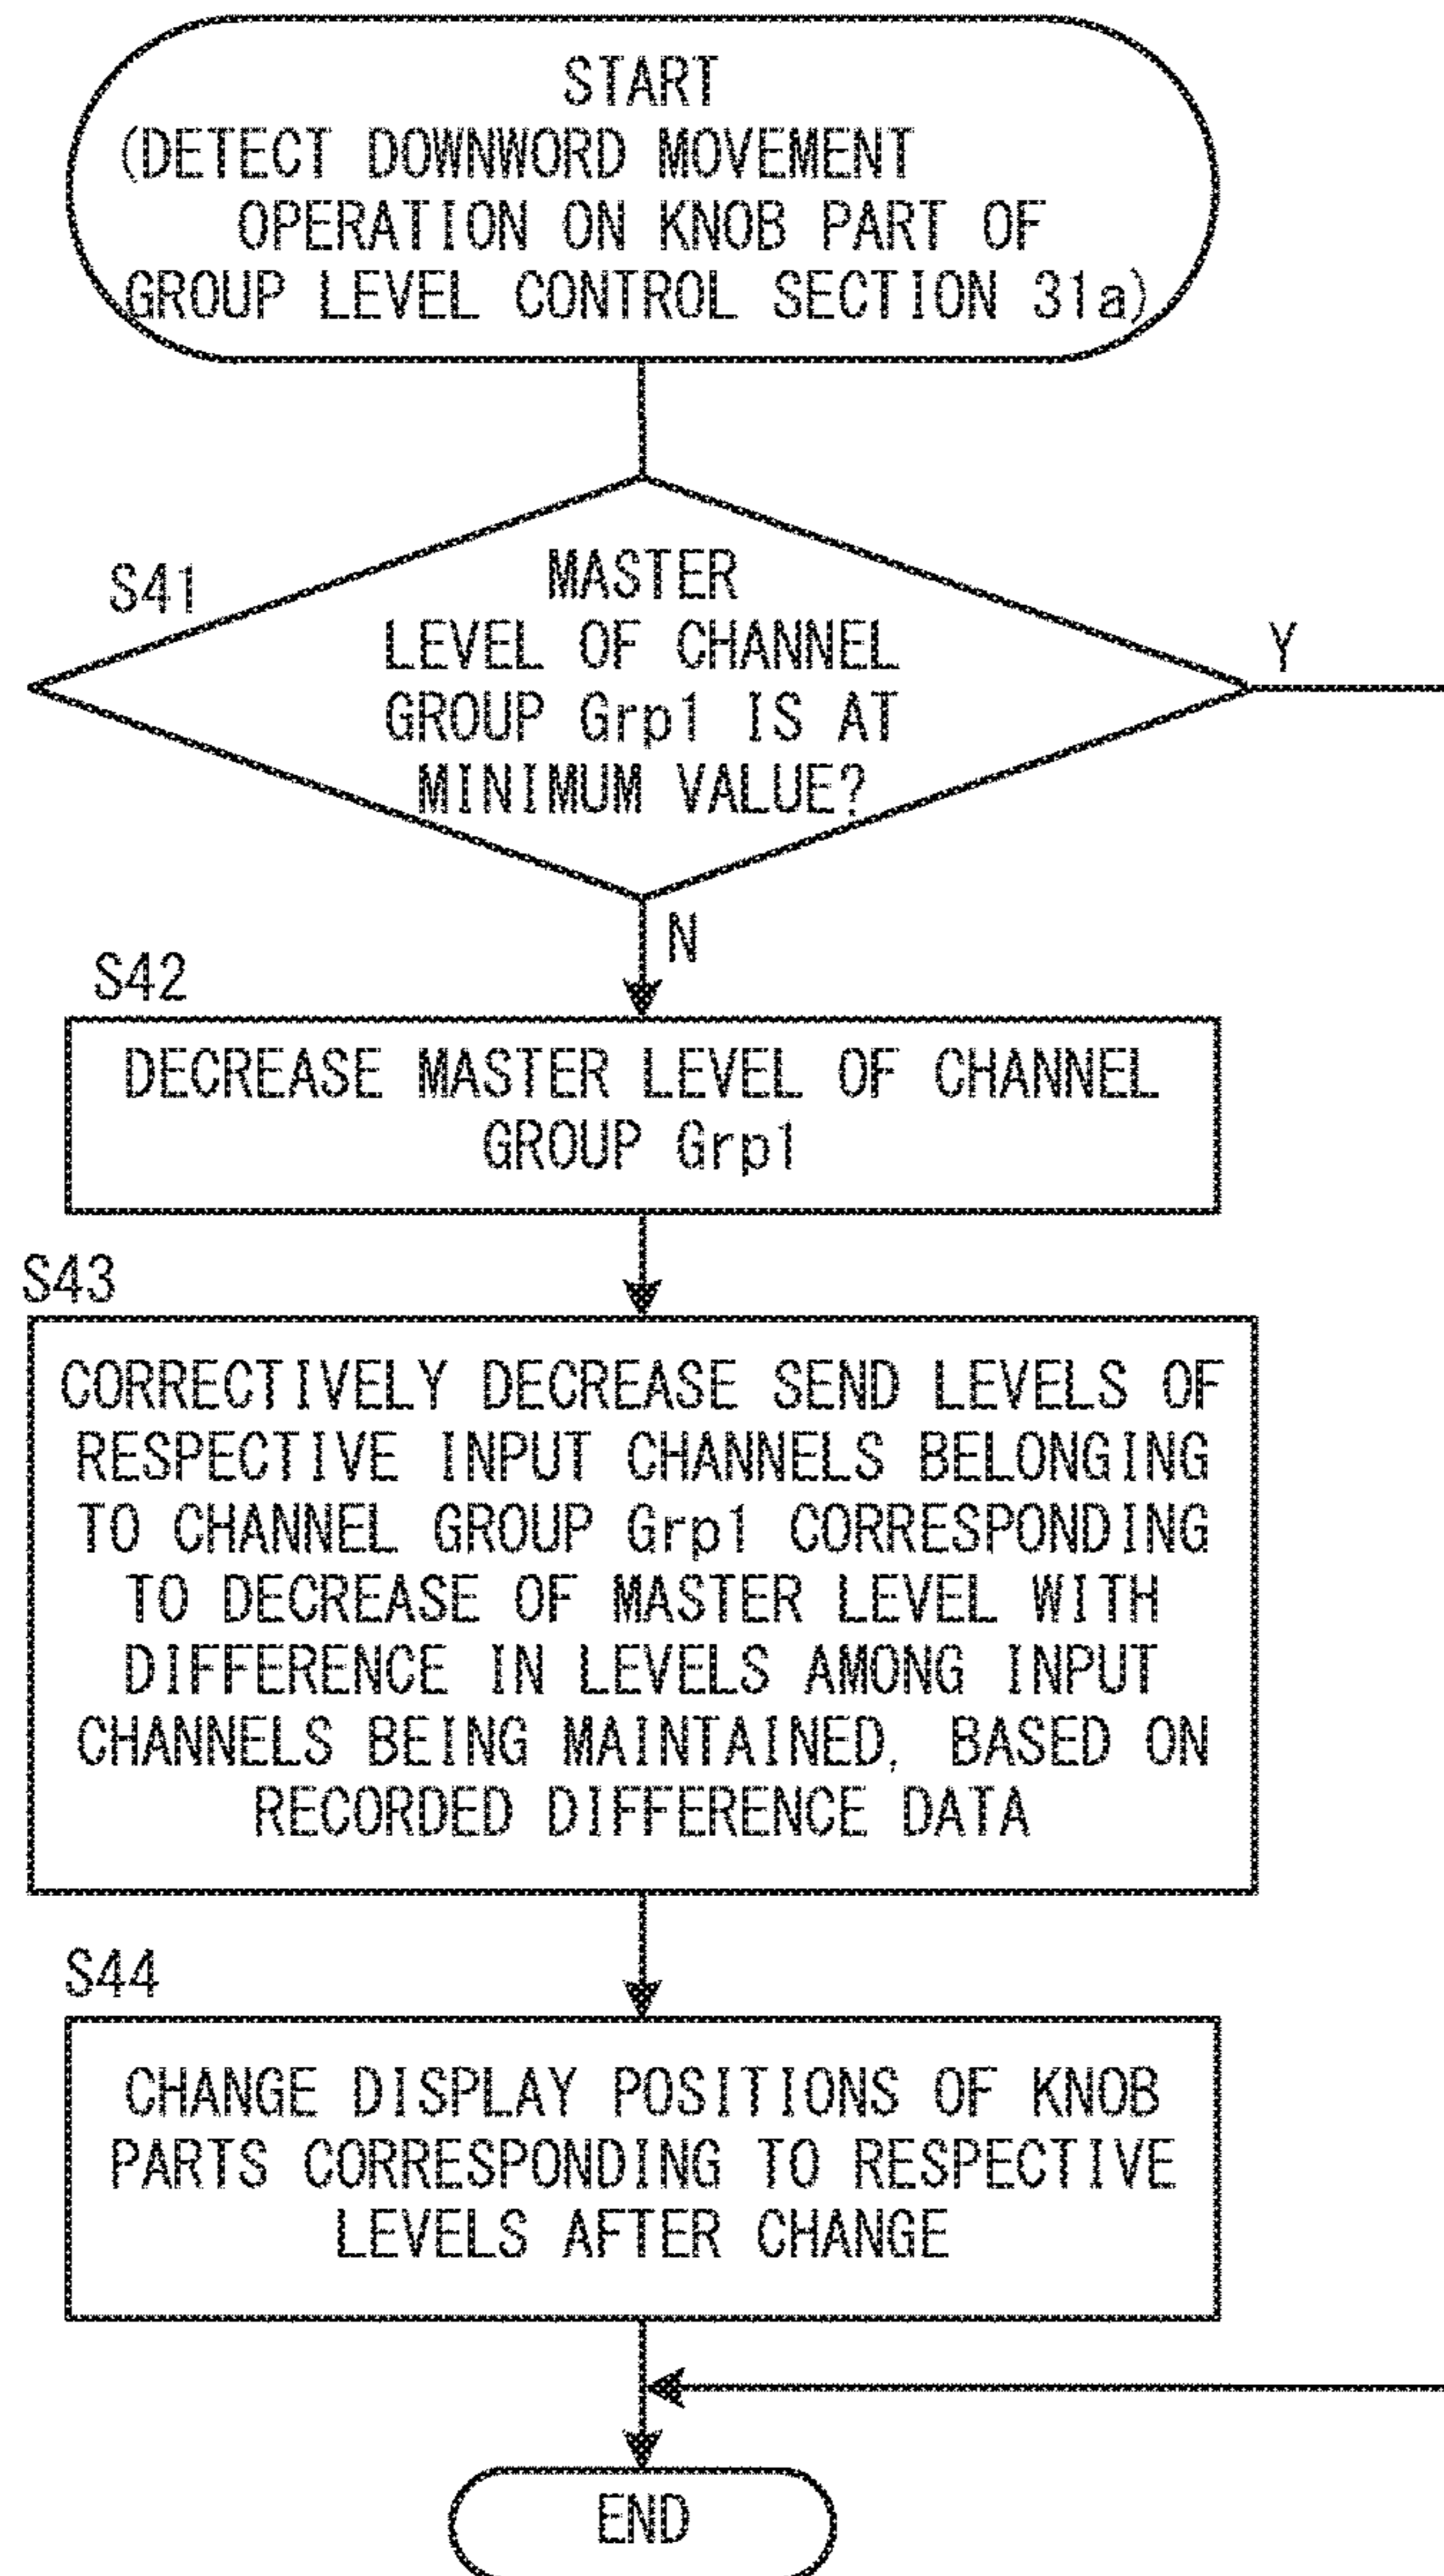 START
(DETECT DOWNWORD MOVEMENT
OPERATION ON KNOB PART OF
GROUP LEVEL CONTROL SECTION 31a)
S41
MASTER
LEVEL OF CHANNEL
GROUP Grp1 IS AT
MINIMUM VALUE?
Y
N
S42
DECREASE MASTER LEVEL OF CHANNEL
GROUP Grp1
S43
CORRECTIVELY DECREASE SEND LEVELS OF
RESPECTIVE INPUT CHANNELS BELONGING
TO CHANNEL GROUP Grp1 CORRESPONDING
TO DECREASE OF MASTER LEVEL WITH
DIFFERENCE IN LEVELS AMONG INPUT
CHANNELS BEING MAINTAINED, BASED ON
RECORDED DIFFERENCE DATA
S44
CHANGE DISPLAY POSITIONS OF KNOB
PARTS CORRESPONDING TO RESPECTIVE
LEVELS AFTER CHANGE
END